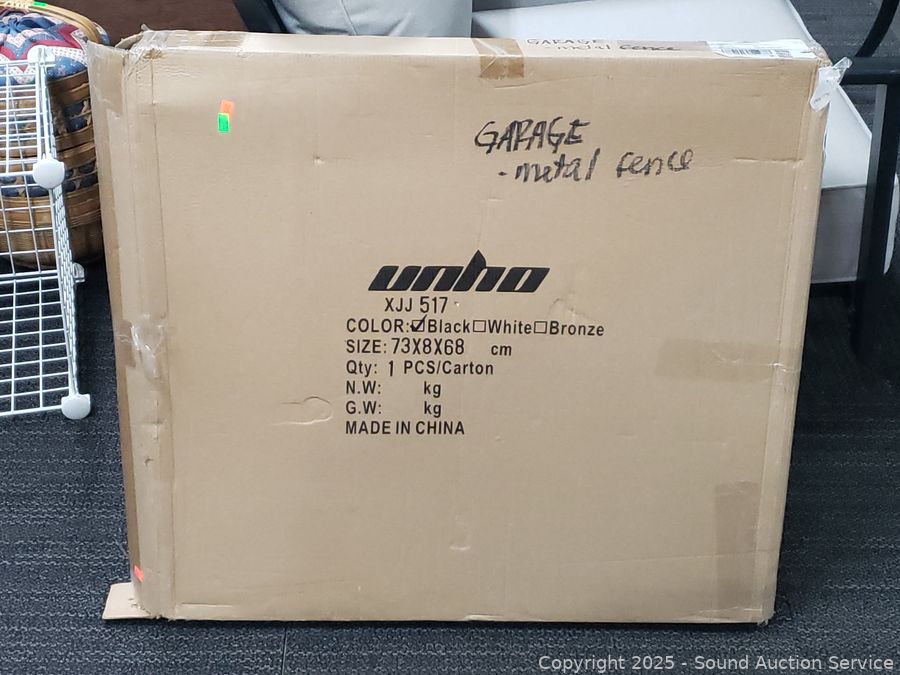 GARAGE
metal fence
GARAGE
- metal fence
unho
XJJ 517
COLOR:☑Black☐White☐Bronze
SIZE: 73X8X68 cm
Qty: 1 PCS/Carton
N.W: kg
G.W: kg
MADE IN CHINA
Copyright 2025 - Sound Auction Service